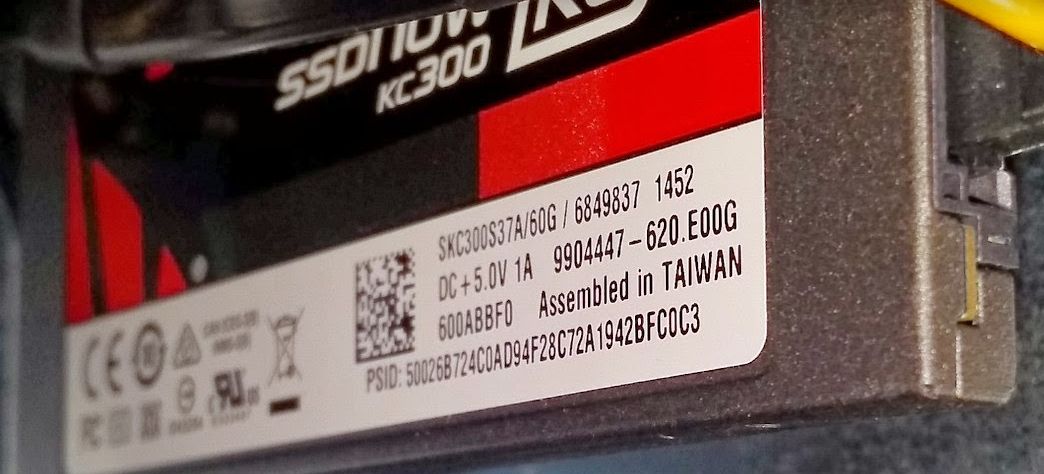 SSDNOW
KC300
SKC300S37A/60G / 6849837 1452
DC+5.0V 1A 9904447-620.E00G
600ABBF0 Assembled in TAIWAN
PSID: 50026B724C0AD94F28C72A1942BFC0C3